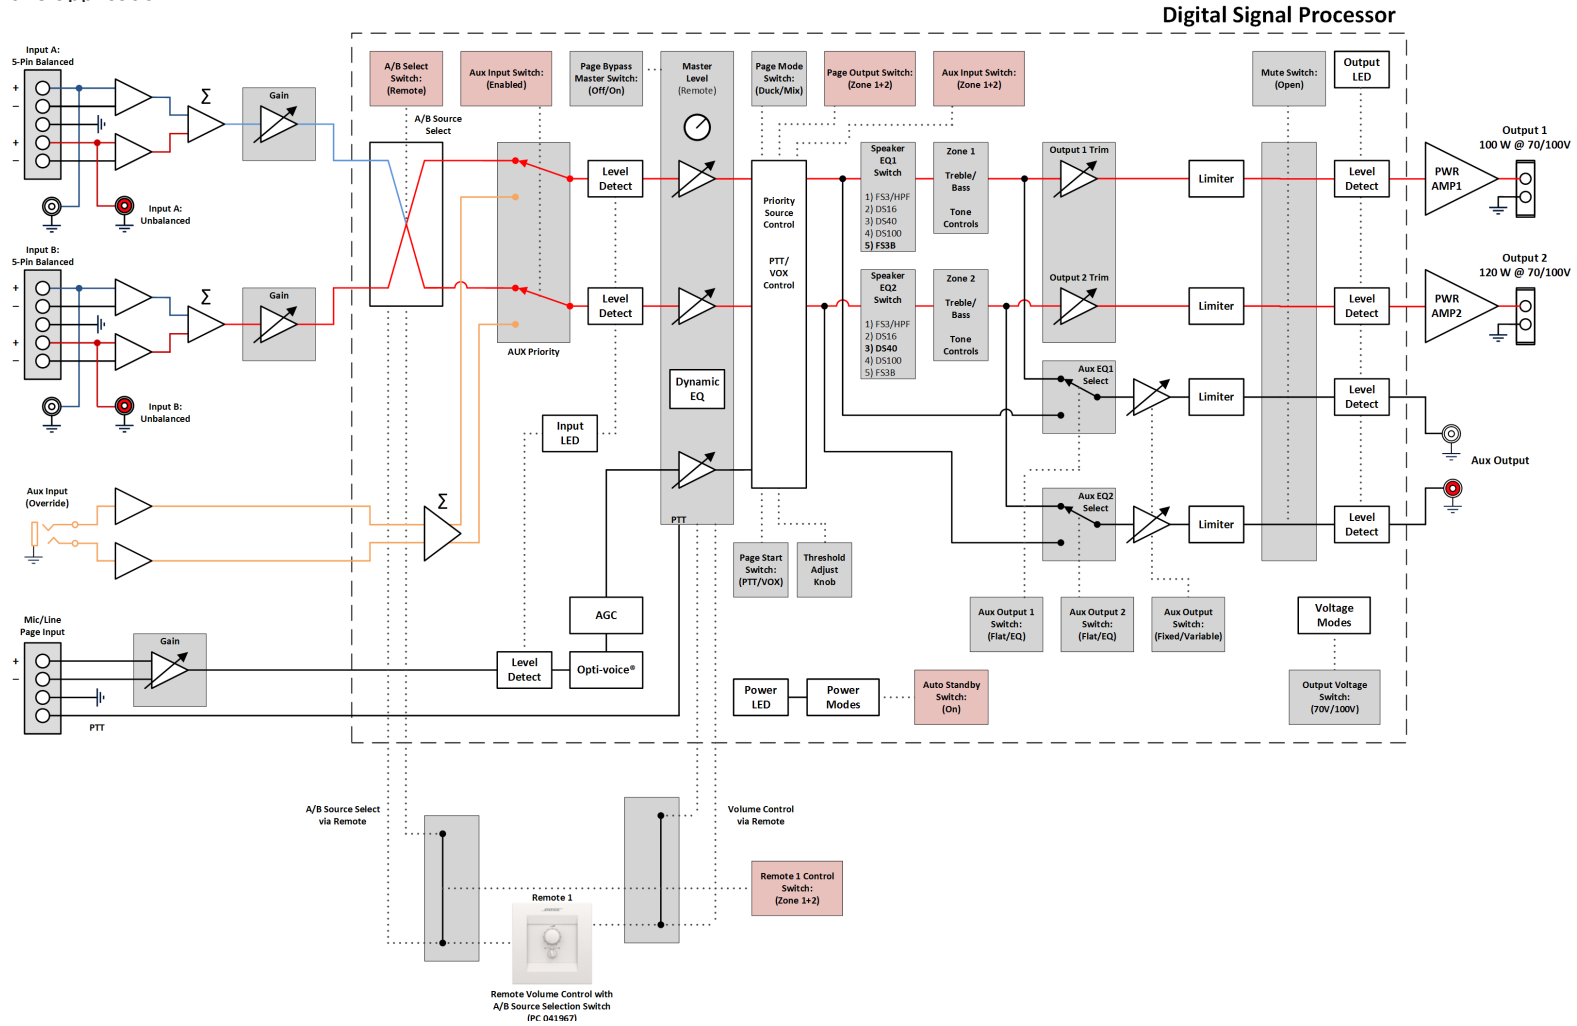 Digital Signal Processor
Input A:
5-Pin Balanced
+
−
+
−
Σ
Gain
Input A:
Unbalanced
A/B Select
Switch:
(Remote)
A/B Source
Select
Aux Input Switch:
(Enabled)
Page Bypass
Master Switch:
(Off/On)
Master
Level
(Remote)
Page Mode
Switch:
(Duck/Mix)
Page Output Switch:
(Zone 1+2)
Aux Input Switch:
(Zone 1+2)
Mute Switch:
(Open)
Output
LED
Output 1
100 W @ 70/100V
Level
Detect
Priority
Source
Control
PTT/
VOX
Control
Speaker
EQ1
Switch
1) FS3/HPF
2) DS16
3) DS40
4) DS100
5) FS3B
Zone 1
Treble/
Bass
Tone
Controls
Output 1 Trim
Limiter
Level
Detect
PWR
AMP1
Input B:
5-Pin Balanced
+
−
+
−
Σ
Gain
Input B:
Unbalanced
AUX Priority
Level
Detect
Speaker
EQ2
Switch
1) FS3/HPF
2) DS16
3) DS40
4) DS100
5) FS3B
Zone 2
Treble/
Bass
Tone
Controls
Output 2 Trim
Limiter
Level
Detect
Output 2
120 W @ 70/100V
PWR
AMP2
Dynamic
EQ
Input
LED
Aux EQ1
Select
Limiter
Level
Detect
Aux Output
Aux EQ2
Select
Limiter
Level
Detect
Aux Input
(Override)
Σ
PTT
Page Start
Switch:
(PTT/VOX)
Threshold
Adjust
Knob
Aux Output 1
Switch:
(Flat/EQ)
Aux Output 2
Switch:
(Flat/EQ)
Aux Output
Switch:
(Fixed/Variable)
Voltage
Modes
Output Voltage
Switch:
(70V/100V)
Mic/Line
Page Input
+
−
Gain
PTT
AGC
Level
Detect
Opti-voice®
Power
LED
Power
Modes
Auto Standby
Switch:
(On)
A/B Source Select
via Remote
Volume Control
via Remote
Remote 1 Control
Switch:
(Zone 1+2)
Remote 1
Remote Volume Control with
A/B Source Selection Switch
(PC 041967)